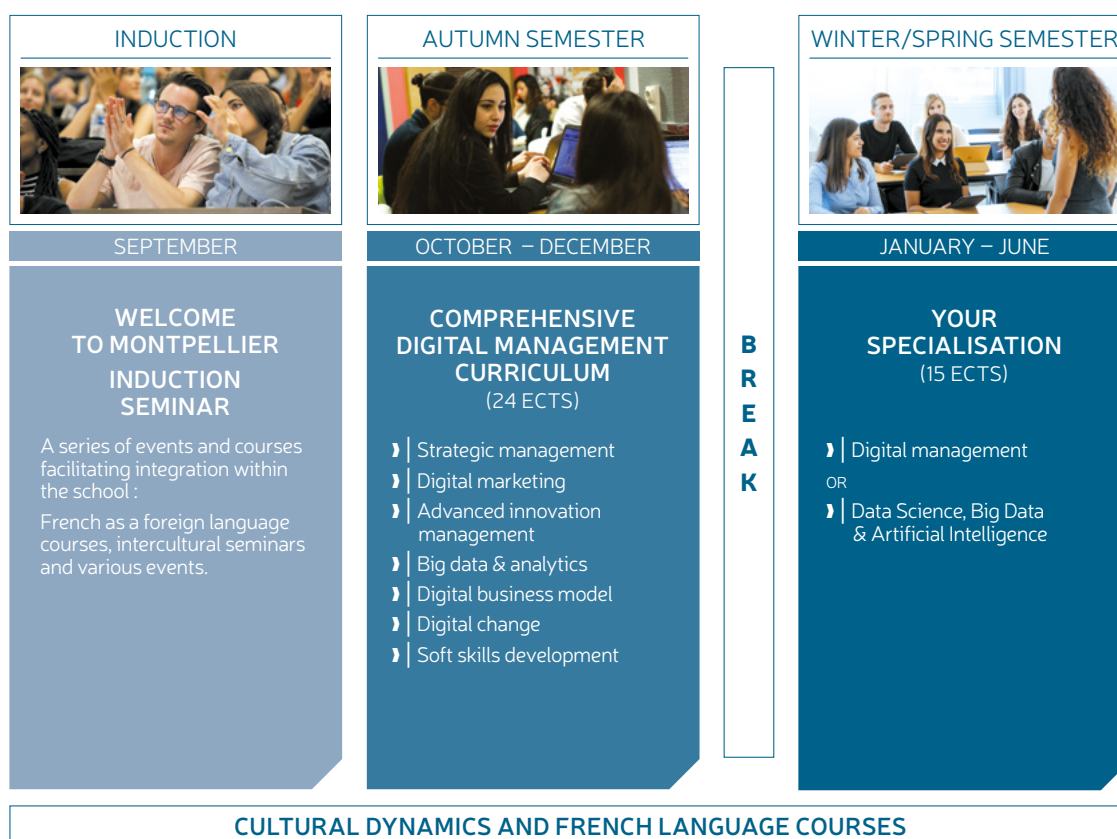 INDUCTION
SEPTEMBER
WELCOME
TO MONTPELLIER
INDUCTION
SEMINAR
A series of events and courses
facilitating integration within
the school :
French as a foreign language
courses, intercultural seminars
and various events.
AUTUMN SEMESTER
OCTOBER – DECEMBER
COMPREHENSIVE
DIGITAL MANAGEMENT
CURRICULUM
(24 ECTS)
Strategic management
Digital marketing
Advanced innovation
management
Big data & analytics
Digital business model
Digital change
Soft skills development
BREAK
WINTER/SPRING SEMESTER
JANUARY – JUNE
YOUR
SPECIALISATION
(15 ECTS)
Digital management
OR
Data Science, Big Data
& Artificial Intelligence
CULTURAL DYNAMICS AND FRENCH LANGUAGE COURSES